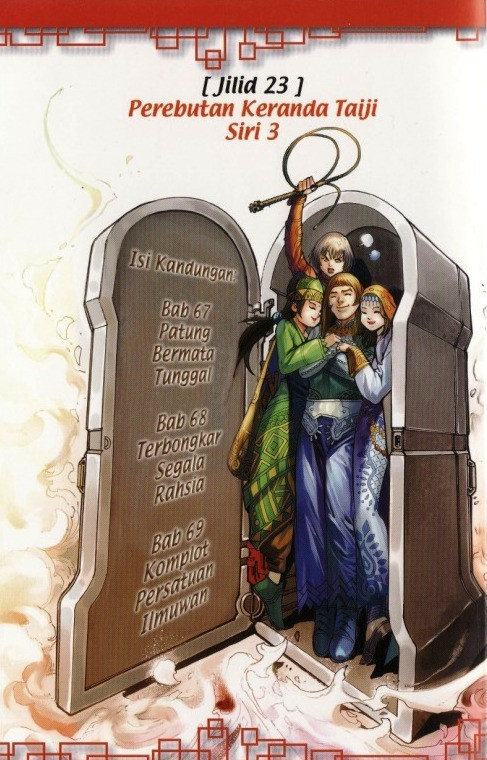 [ Jilid 23 ]
Perebutan Keranda Taiji
Siri 3
Isi Kandungan:
Bab 67
Patung
Bermata
Tunggal
Bab 68
Terbongkar
Segala
Rahsia
Bab 69
Komplot
Persatuan
Ilmuwan